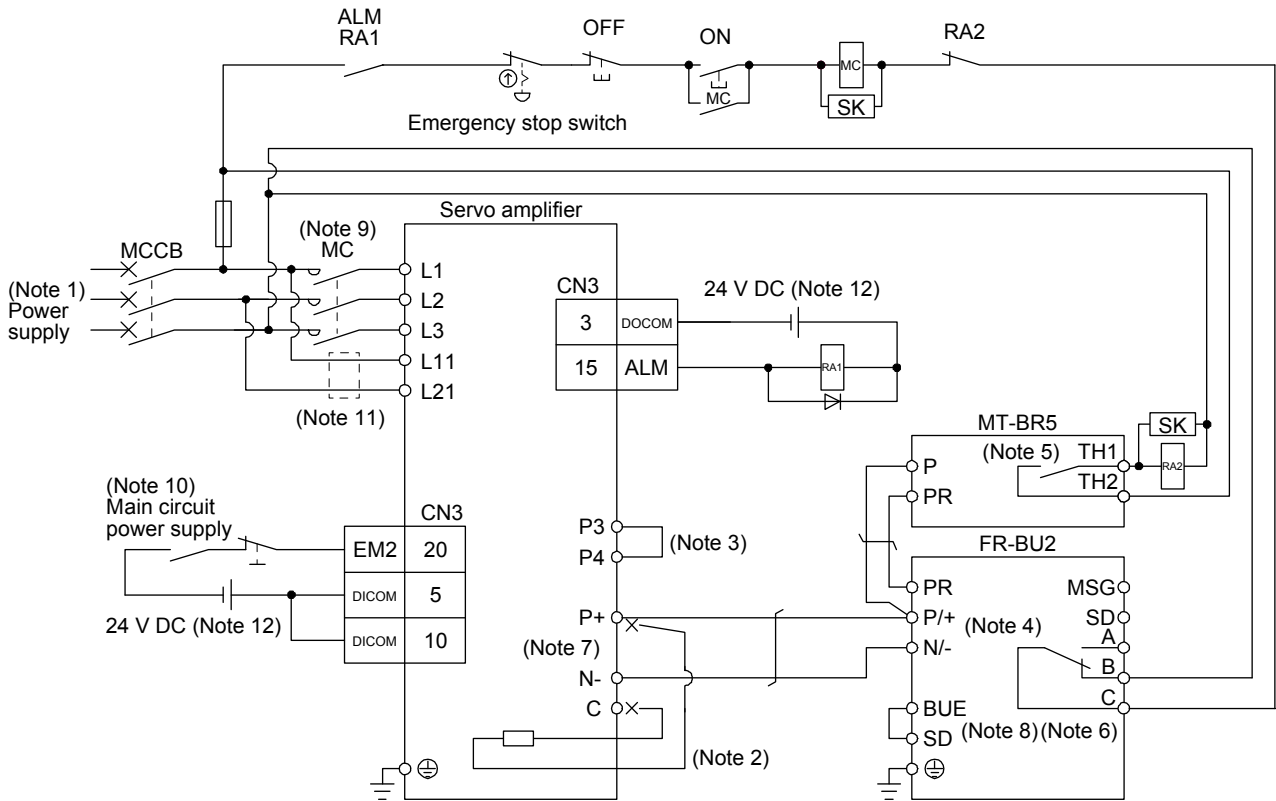 ALM
RA1
OFF
ON
RA2
MC
SK
MC
Emergency stop switch
Servo amplifier
(Note 9)
MC
MCCB
(Note 1)
Power
supply
L1
L2
L3
L11
L21
(Note 11)
CN3
24 V DC (Note 12)
3 DOCOM
15 ALM
RA1
MT-BR5
SK
P
(Note 5)
TH1
RA2
TH2
PR
(Note 10)
Main circuit
power supply
CN3
EM2 20
DICOM 5
24 V DC (Note 12)
DICOM 10
P3
(Note 3)
P4
FR-BU2
PR
MSG
P+
P/+
SD
(Note 4)
A
(Note 7)
N/-
B
N-
C
C
BUE
(Note 8) (Note 6)
SD
(Note 2)